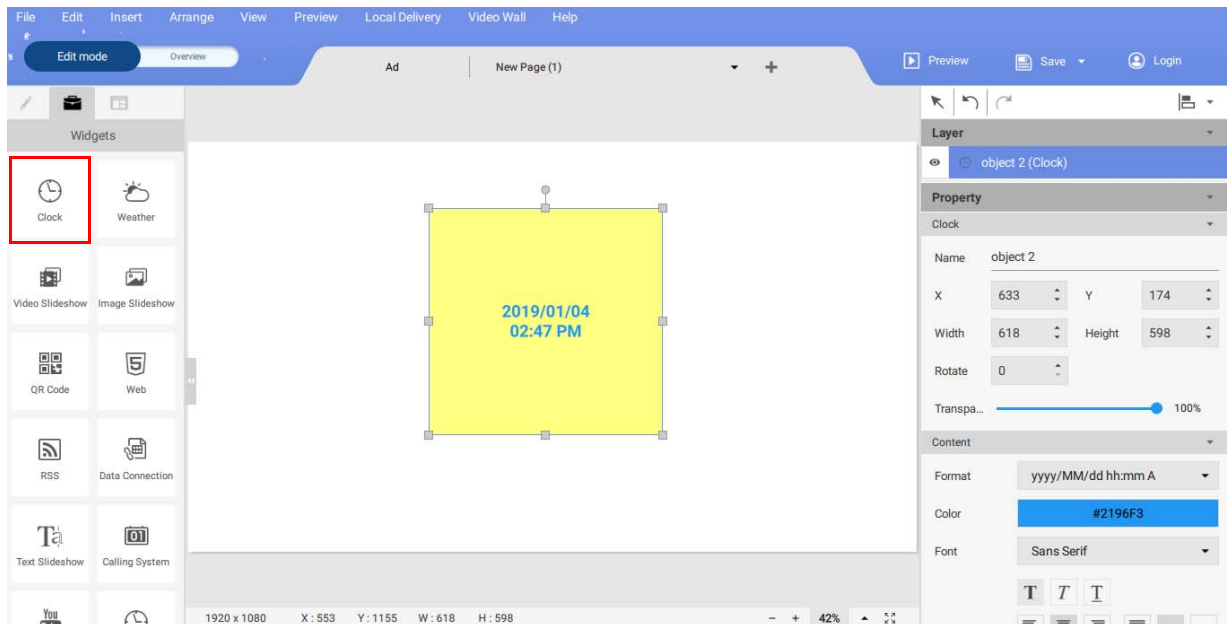 File Edit Insert Arrange View Preview Local Delivery Video Wall Help
Edit mode Overview
Ad New Page (1) +
Preview Save Login
Widgets
Clock Weather
Video Slideshow Image Slideshow
QR Code Web
RSS Data Connection
Text Slideshow Calling System
You
2019/01/04
02:47 PM
1920 x 1080 X : 553 Y : 1155 W : 618 H : 598 - + 42%
Layer
object 2 (Clock)
Property
Clock
Name object 2
X 633 Y 174
Width 618 Height 598
Rotate 0
Transpa... 100%
Content
Format yyyy/MM/dd hh:mm A
Color #2196F3
Font Sans Serif
T T T